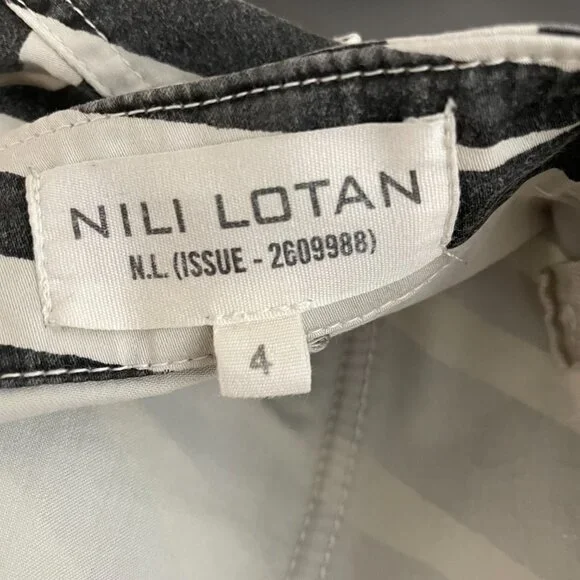 NILI LOTAN
N.L. (ISSUE - 2609988)
4